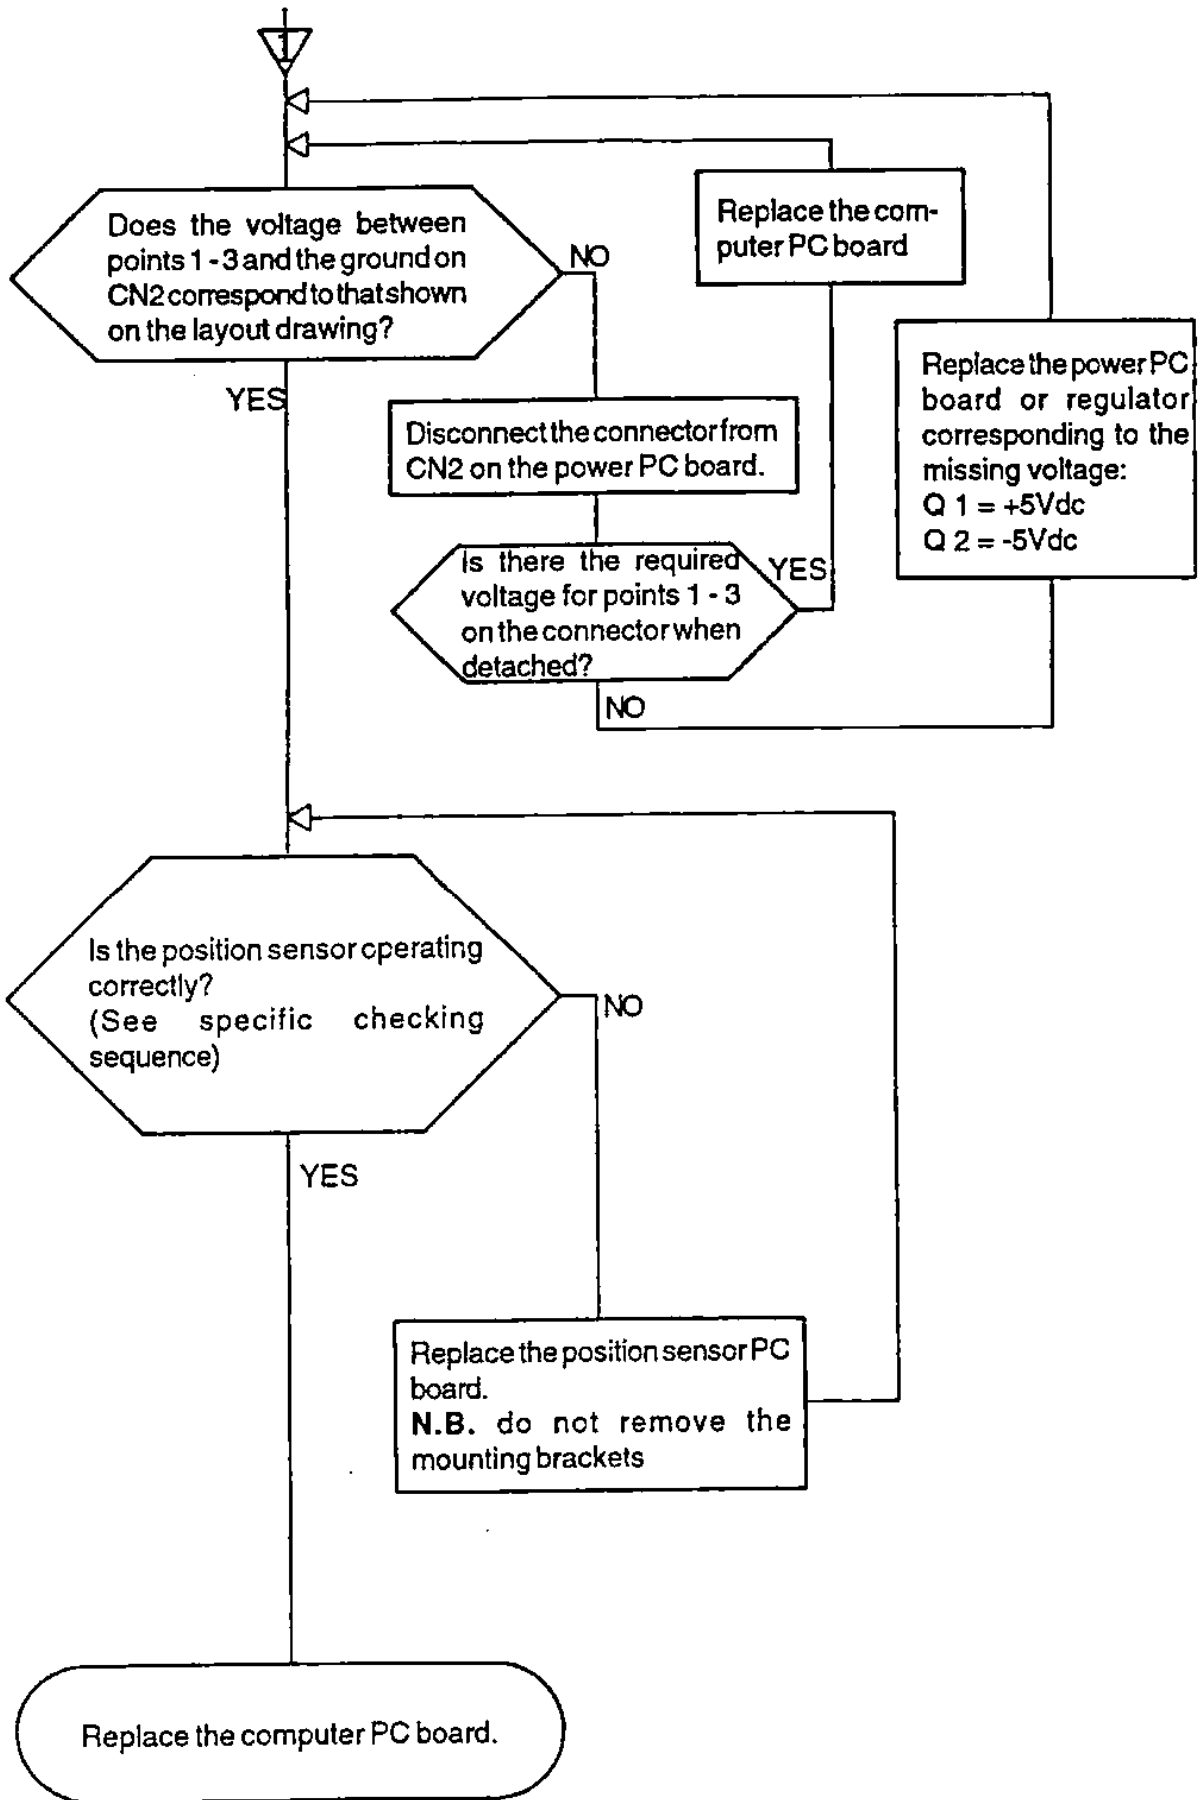 Does the voltage between
points 1 - 3 and the ground on
CN2 correspond to that shown
on the layout drawing?
NO
YES
Replace the com-
puter PC board
Replace the power PC
board or regulator
corresponding to the
missing voltage:
Q 1 = +5Vdc
Q 2 = -5Vdc
Disconnect the connector from
CN2 on the power PC board.
Is there the required
voltage for points 1 - 3
on the connector when
detached?
YES
NO
Is the position sensor operating
correctly?
(See specific checking
sequence)
NO
YES
Replace the position sensor PC
board.
N.B. do not remove the
mounting brackets
Replace the computer PC board.